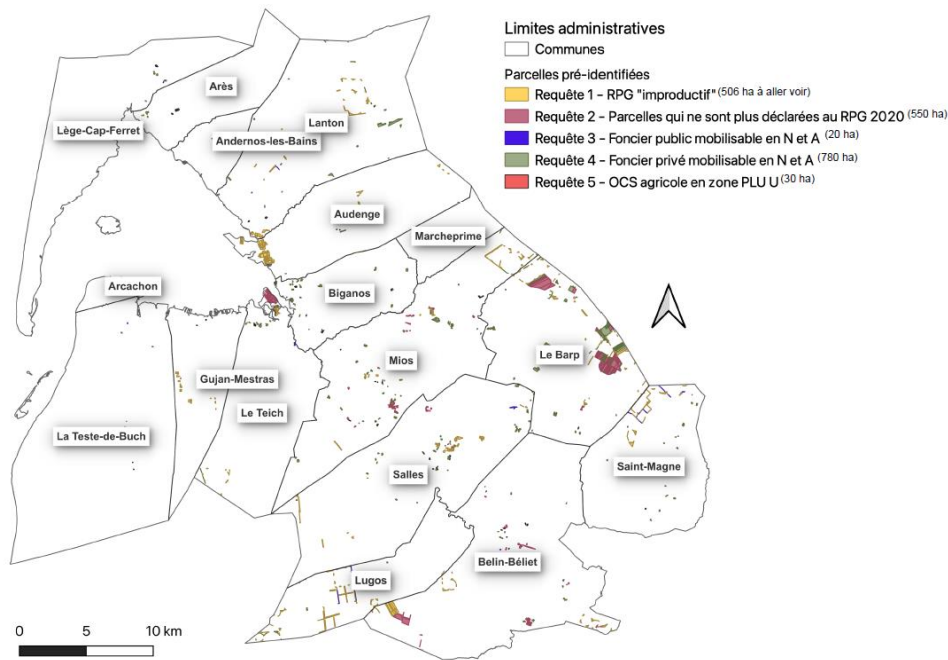 Limites administratives
Communes
Parcelles pré-identifiées
Requête 1 - RPG "improductif" (506 ha à aller voir)
Requête 2 - Parcelles qui ne sont plus déclarées au RPG 2020 (550 ha)
Requête 3 - Foncier public mobilisable en N et A (20 ha)
Requête 4 - Foncier privé mobilisable en N et A (780 ha)
Requête 5 - OCS agricole en zone PLU U (30 ha)
Arès
Lège-Cap-Ferret
Lanton
Andernos-les-Bains
Audenge
Marcheprime
Arcachon
Biganos
Le Barp
Mios
Gujan-Mestras
Le Teich
La Teste-de-Buch
Salles
Saint-Magne
Belin-Béliet
Lugos
0 5 10 km